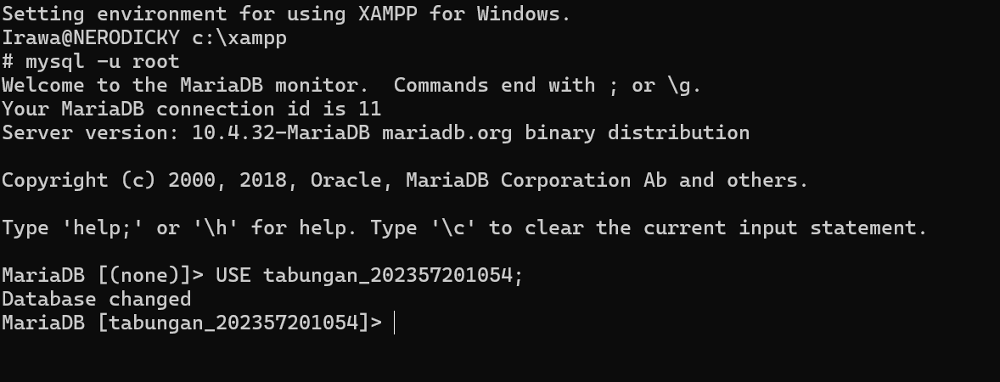 Setting environment for using XAMPP for Windows.
Irawa@NERODICKY c:\xampp
# mysql -u root
Welcome to the MariaDB monitor.  Commands end with ; or \g.
Your MariaDB connection id is 11
Server version: 10.4.32-MariaDB mariadb.org binary distribution

Copyright (c) 2000, 2018, Oracle, MariaDB Corporation Ab and others.

Type 'help;' or '\h' for help. Type '\c' to clear the current input statement.

MariaDB [(none)]> USE tabungan_202357201054;
Database changed
MariaDB [tabungan_202357201054]>